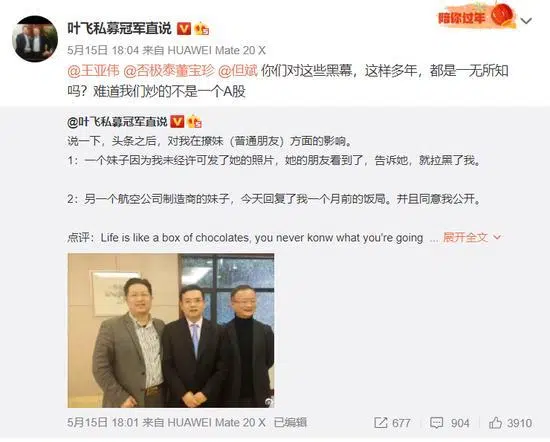 叶飞私募冠军直说
陪你过年
5月15日 18:04 来自 HUAWEI Mate 20 X
@王亚伟 @否极泰董宝珍 @但斌 你们对这些黑幕，这样多年，都是一无所知
吗？难道我们炒的不是一个A股
@叶飞私募冠军直说
说一下，头条之后，对我在撩妹（普通朋友）方面的影响。
1：一个妹子因为我未经许可发了她的照片，她的朋友看到了，告诉她，就拉黑了我。
2：另一个航空公司制造商的妹子，今天回复了我一个月前的饭局。并且同意我公开。
点评：Life is like a box of chocolates, you never konw what you're going ... 展开全文
5月15日 18:01 来自 HUAWEI Mate 20 X 已编辑
677
904
3910